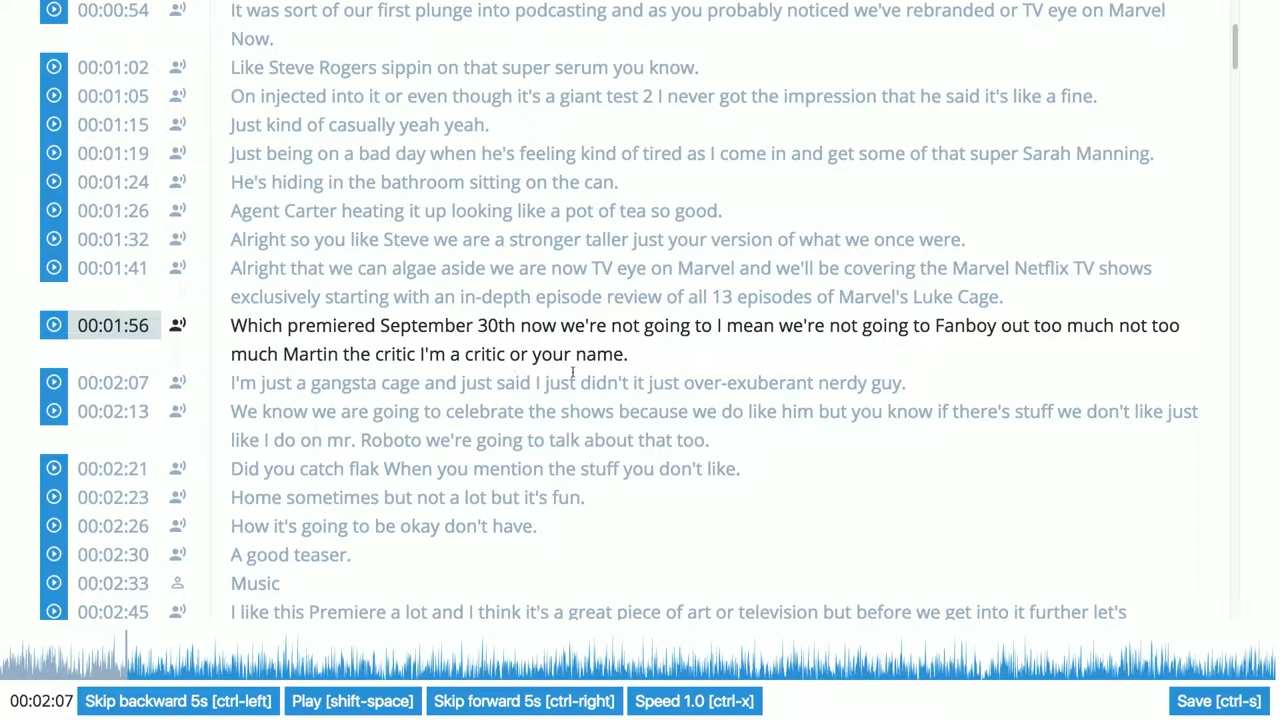 00:00:54 It was sort of our first plunge into podcasting and as you probably noticed we've rebranded or TV eye on Marvel
Now.
00:01:02 Like Steve Rogers sippin on that super serum you know.
00:01:05 On injected into it or even though it's a giant test 2 I never got the impression that he said it's like a fine.
00:01:15 Just kind of casually yeah yeah.
00:01:19 Just being on a bad day when he's feeling kind of tired as I come in and get some of that super Sarah Manning.
00:01:24 He's hiding in the bathroom sitting on the can.
00:01:26 Agent Carter heating it up looking like a pot of tea so good.
00:01:32 Alright so you like Steve we are a stronger taller just your version of what we once were.
00:01:41 Alright that we can algae aside we are now TV eye on Marvel and we'll be covering the Marvel Netflix TV shows
exclusively starting with an in-depth episode review of all 13 episodes of Marvel's Luke Cage.
00:01:56 Which premiered September 30th now we're not going to I mean we're not going to Fanboy out too much not too
much Martin the critic I'm a critic or your name.
00:02:07 I'm just a gangsta cage and just said I just didn't it just over-exuberant nerdy guy.
00:02:13 We know we are going to celebrate the shows because we do like him but you know if there's stuff we don't like just
like I do on mr. Roboto we're going to talk about that too.
00:02:21 Did you catch flak When you mention the stuff you don't like.
00:02:23 Home sometimes but not a lot but it's fun.
00:02:26 How it's going to be okay don't have.
00:02:30 A good teaser.
00:02:33 Music
00:02:45 I like this Premiere a lot and I think it's a great piece of art or television but before we get into it further let's
00:02:07 Skip backward 5s [ctrl-left] Play [shift-space] Skip forward 5s [ctrl-right] Speed 1.0 [ctrl-x] Save [ctrl-s]